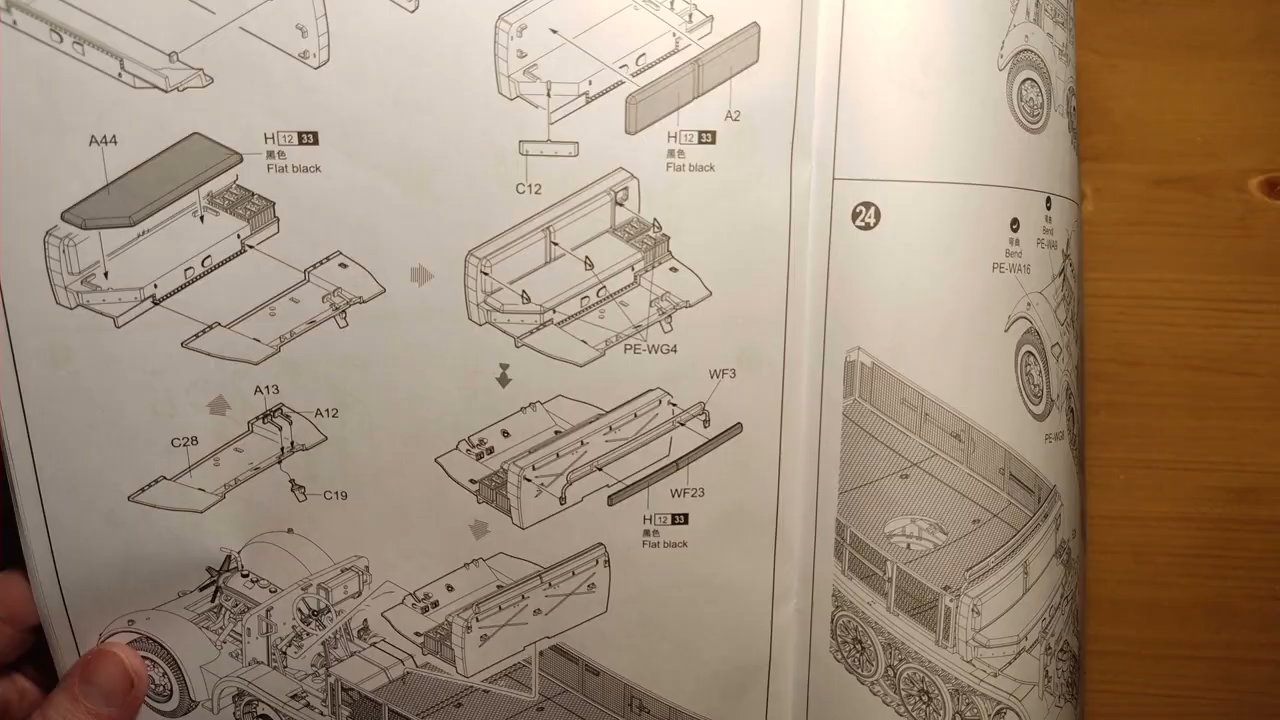 A2
H 12 33
黑色
Flat black
C12
A44
H 12 33
黑色
Flat black
PE-WG4
A13
A12
C28
C19
WF3
WF23
H 12 33
黑色
Flat black
24
弯曲
Bend
PE-WA9
弯曲
Bend
PE-WA16